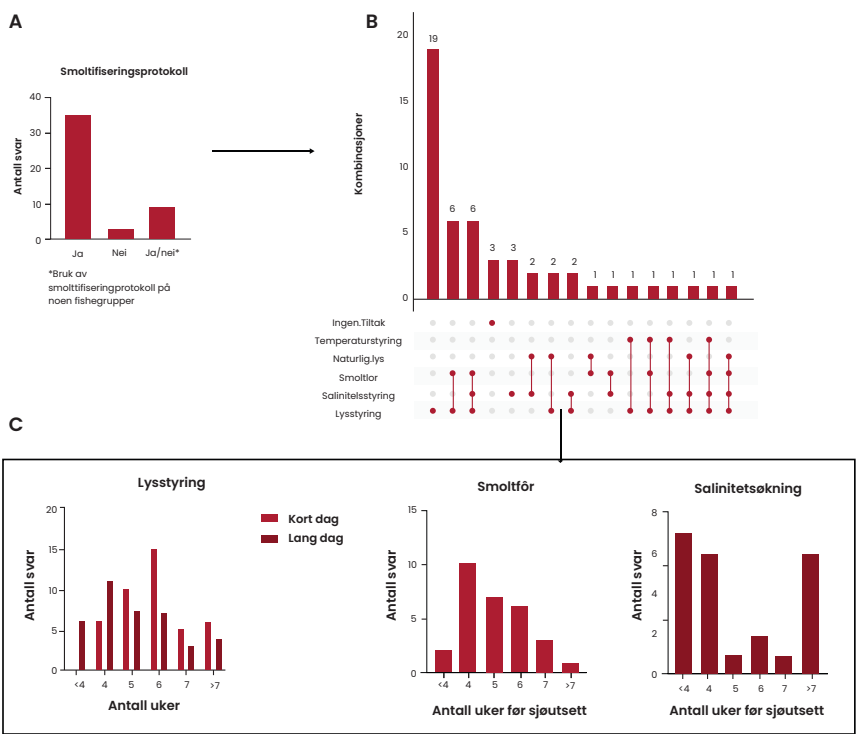 A
B
Smoltifiseringsprotokoll
Antall svar
40
30
20
10
0
Ja
Nei
Ja/nei*
*Bruk av
smolttifiseringprotokoll på
noen fishegrupper
Kombinasjoner
20
15
10
5
0
19
6
6
3
3
2
2
2
1
1
1
1
1
1
1
1
Ingen.Tiltak
Temperaturstyring
Naturlig.lys
Smoltlor
Salinitelsstyring
Lysstyring
C
Lysstyring
Antall svar
20
15
10
5
0
<4
4
5
6
7
>7
Antall uker
Kort dag
Lang dag
Smoltfôr
Antall svar
15
10
5
0
<4
4
5
6
7
>7
Antall uker før sjøutsett
Salinitetsøkning
Antall svar
8
6
4
2
0
<4
4
5
6
7
>7
Antall uker før sjøutsett